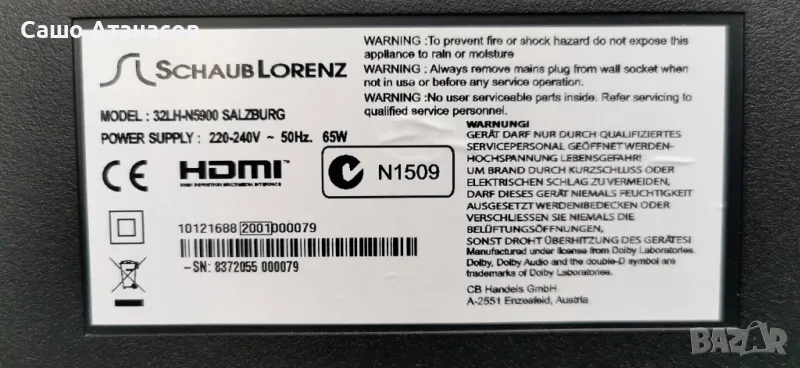 Сашо Атанасов
SCHAUB LORENZ
MODEL : 32LH-N5900 SALZBURG
POWER SUPPLY : 220-240V ~ 50Hz. 65W
CE HDMI N1509
HIGH DEFINITION MULTIMEDIA INTERFACE
10121688 2001000079
-SN: 8372055 000079
WARNING :To prevent fire or shock hazard do not expose this
appliance to rain or moisture
WARNING : Always remove mains plug from wall socket when
not in use or before any service operation.
WARNING :No user serviceable parts inside. Refer servicing to
qualified service personnel.
WARNUNG!
GERÄT DARF NUR DURCH QUALIFIZIERTES
SERVICEPERSONAL GEÖFFNET WERDEN-
HOCHSPANNUNG LEBENSGEFAHR!
UM BRAND DURCH KURZSCHLUSS ODER
ELEKTRISCHEN SCHLAG ZU VERMEIDEN,
DARF DIESES GERÄT NIEMALS FEUCHTIGKEIT
AUSGESETZT WERDENIBEDECKEN ODER
VERSCHLIESSEN SIE NIEMALS DIE
BELÜFTUNGSÖFFNUNGEN,
SONST DROHT ÜBERHITZUNG DES GERÄTES!
Manufactured under license from Dolby Laboratories.
Dolby, Dolby Audio and the double-D symbol are
trademarks of Dolby Laboratories.
CB Handels GmbH
A-2551 Enzesfeld, Austria
BAZAR